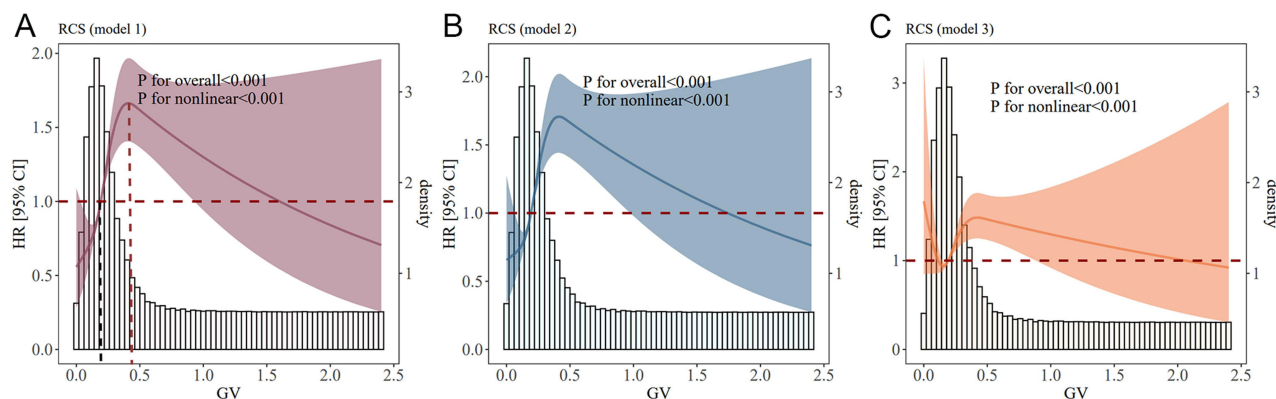 A
RCS (model 1)
P for overall<0.001
P for nonlinear<0.001
HR [95% CI]
2.0
1.5
1.0
0.5
0.0
density
3
2
1
0.0 0.5 1.0 1.5 2.0 2.5
GV
B
RCS (model 2)
P for overall<0.001
P for nonlinear<0.001
HR [95% CI]
2.0
1.5
1.0
0.5
0.0
density
3
2
1
0.0 0.5 1.0 1.5 2.0 2.5
GV
C
RCS (model 3)
P for overall<0.001
P for nonlinear<0.001
HR [95% CI]
3
2
1
0
density
3
2
1
0.0 0.5 1.0 1.5 2.0 2.5
GV